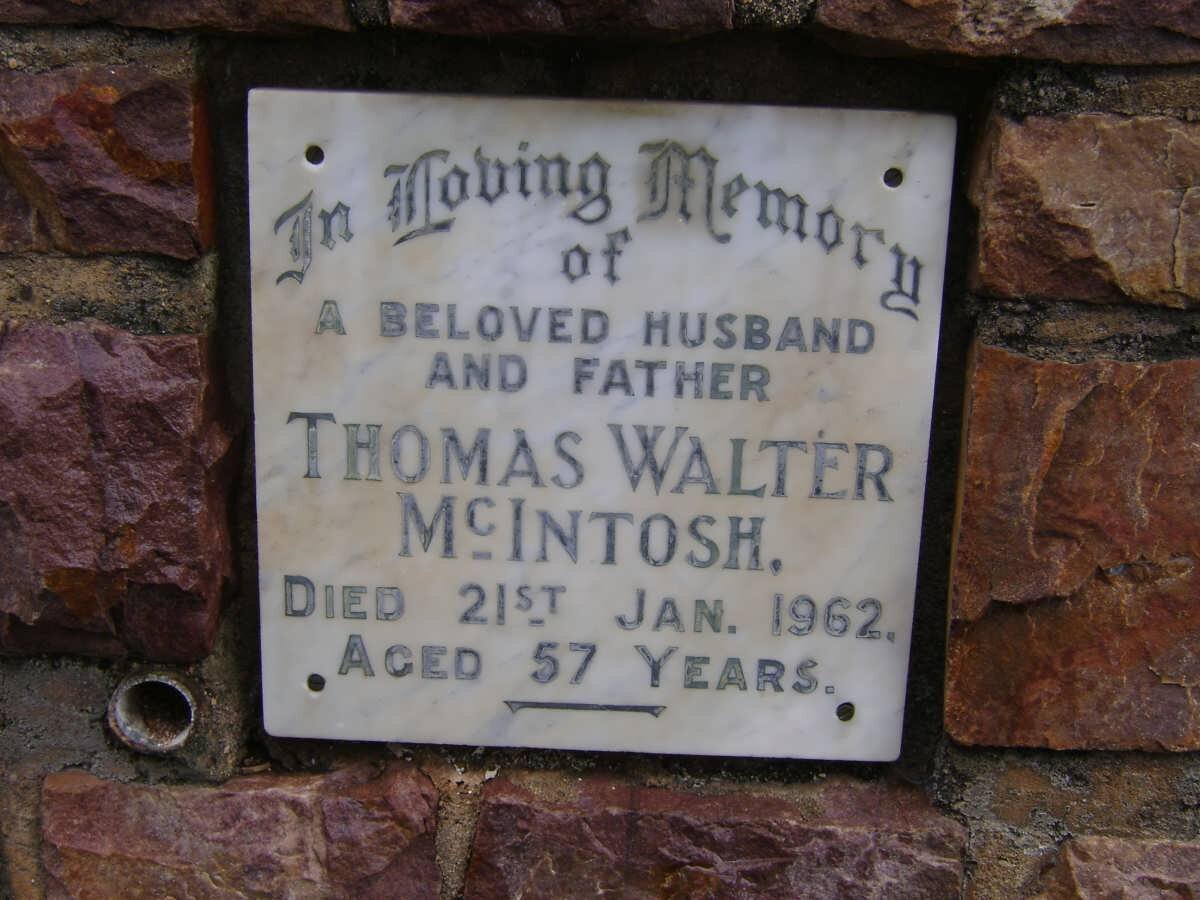 In Loving Memory
of
A BELOVED HUSBAND
AND FATHER
THOMAS WALTER
McINTOSH,
DIED 21ST JAN. 1962,
AGED 57 YEARS.